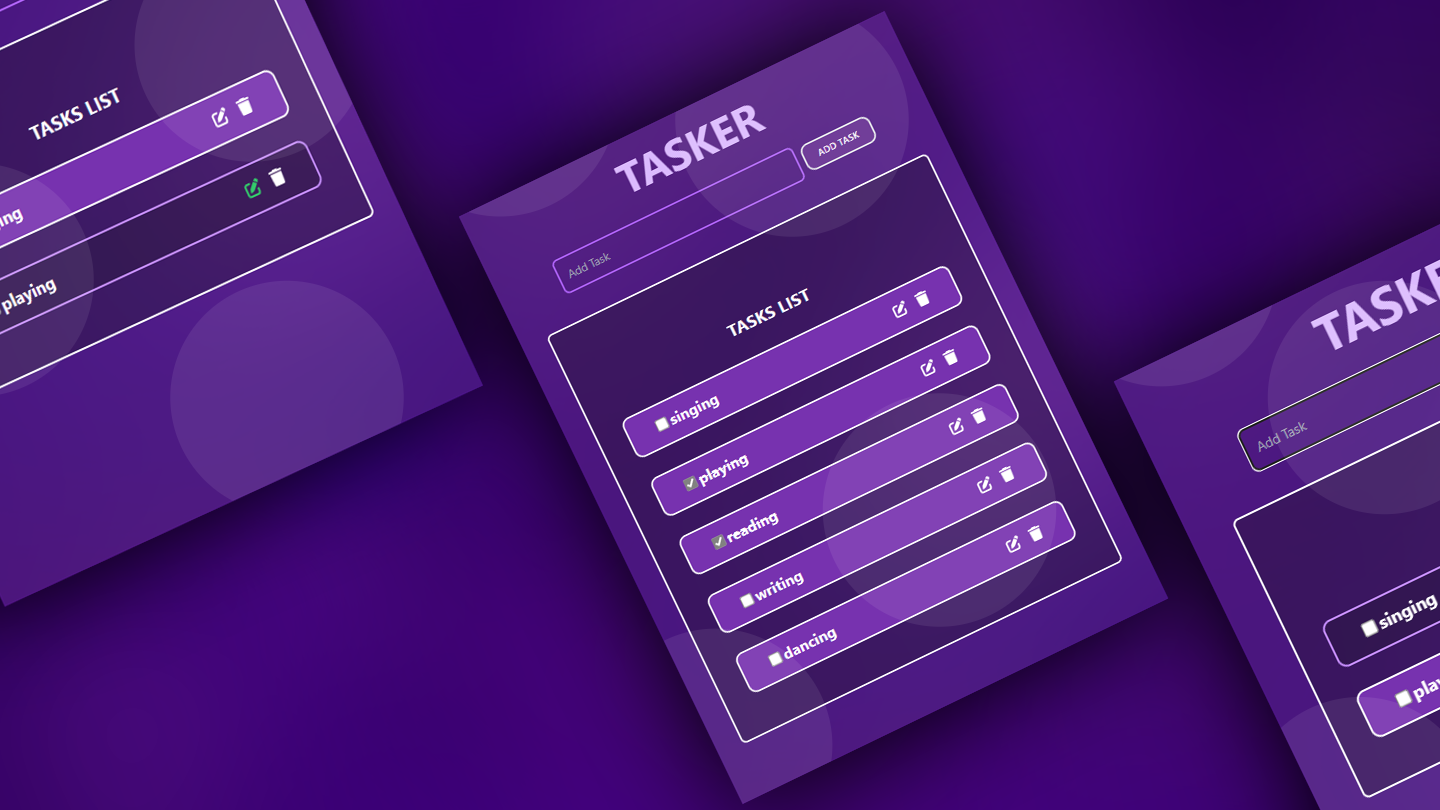 TASKS LIST
ing
playing
TASKER
Add Task
ADD TASK
TASKS LIST
singing
playing
reading
writing
dancing
TASKE
Add Task
singing
play